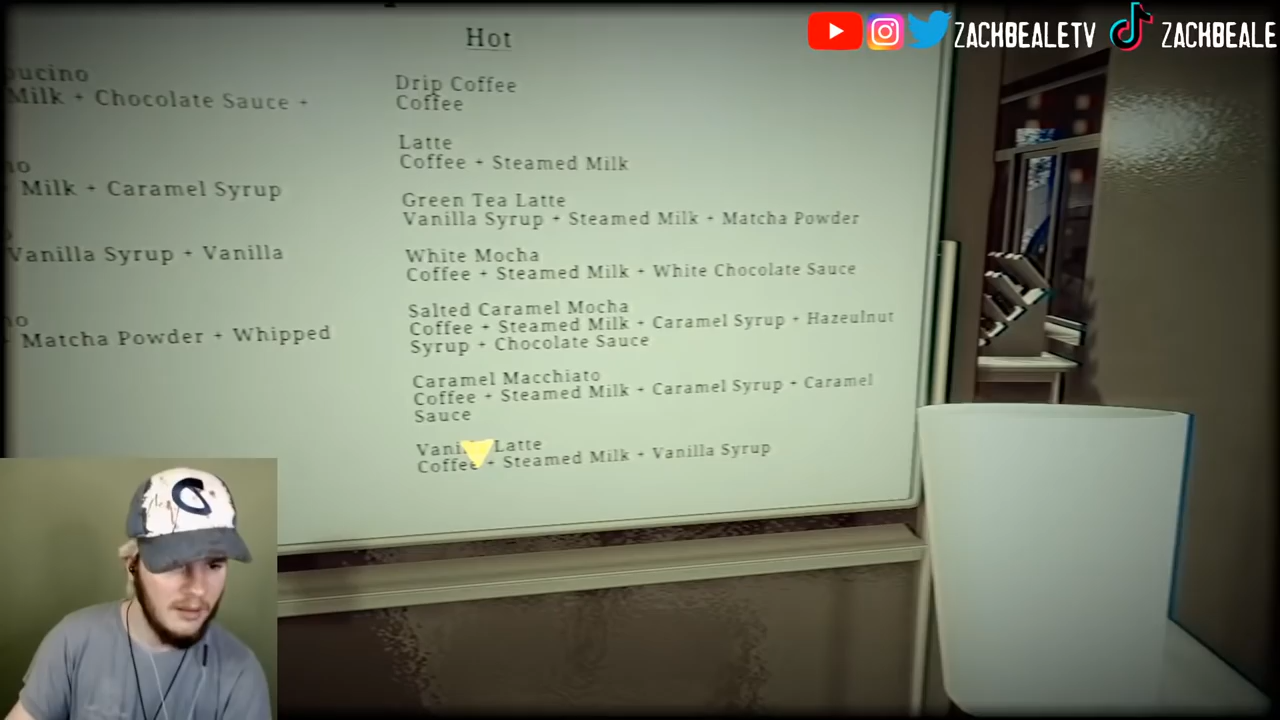 ZACHBEALETV ZACHBEALE
Hot
Milk + Chocolate Sauce +
Milk + Caramel Syrup
Vanilla Syrup + Vanilla
Matcha Powder + Whipped
Drip Coffee
Coffee
Latte
Coffee + Steamed Milk
Green Tea Latte
Vanilla Syrup + Steamed Milk + Matcha Powder
White Mocha
Coffee + Steamed Milk + White Chocolate Sauce
Salted Caramel Mocha
Coffee + Steamed Milk + Caramel Syrup + Hazeulnut
Syrup + Chocolate Sauce
Caramel Macchiato
Coffee + Steamed Milk + Caramel Syrup + Caramel
Sauce
Latte
Coffee + Steamed Milk + Vanilla Syrup